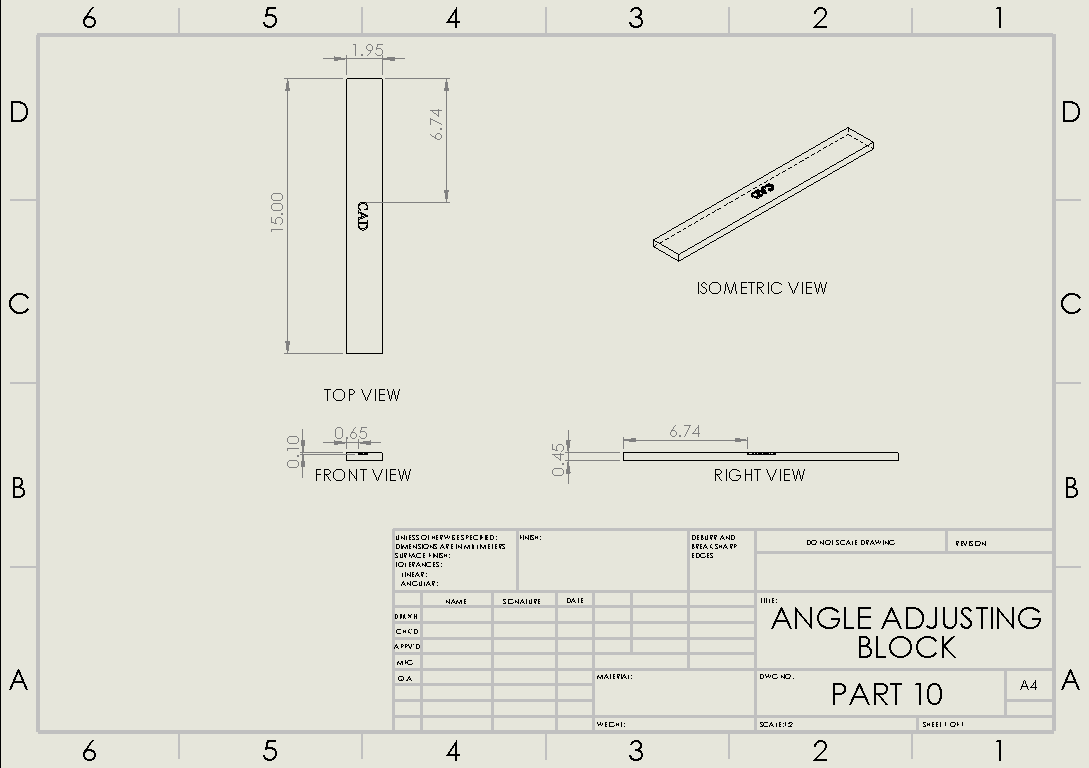 6 5 4 3 2 1
D D
C C
B B
A A
1.95
6.74
15.00
CAD
CAD
ISOMETRIC VIEW
TOP VIEW
0.10
0.65
FRONT VIEW
6.74
0.45
RIGHT VIEW
UNLESS OTHERWISE SPECIFIED:
DIMENSIONS ARE IN MILLIMETERS
SURFACE FINISH:
TOLERANCES:
LINEAR:
ANGULAR:
FINISH:
DEBURR AND
BREAK SHARP
EDGES
DO NOT SCALE DRAWING
REVISION
NAME SIGNATURE DATE
DRAWN
CHK'D
APPV'D
MFG
Q.A
MATERIAL:
WEIGHT:
TITLE:
ANGLE ADJUSTING
BLOCK
DWG NO.
PART 10
A4
SCALE:1:2
SHEET 1 OF 1
6 5 4 3 2 1